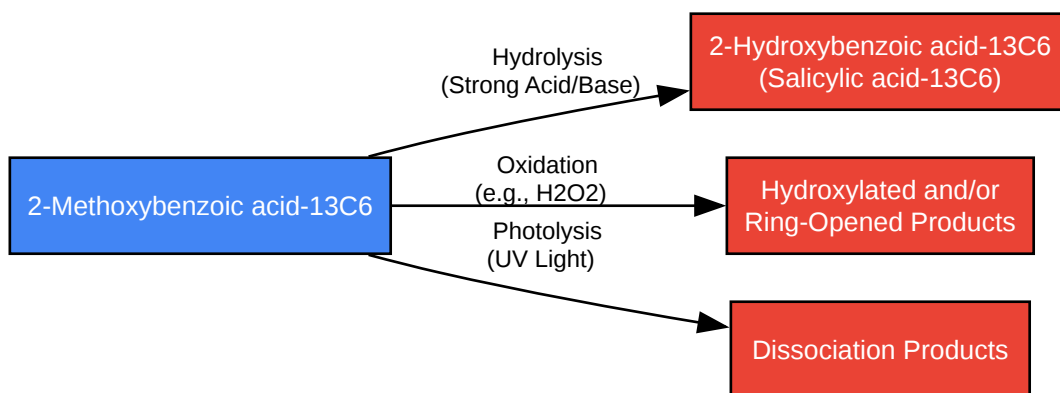 2-Methoxybenzoic acid-13C6
Hydrolysis
(Strong Acid/Base)
2-Hydroxybenzoic acid-13C6
(Salicylic acid-13C6)
Oxidation
(e.g., H2O2)
Hydroxylated and/or
Ring-Opened Products
Photolysis
(UV Light)
Dissociation Products